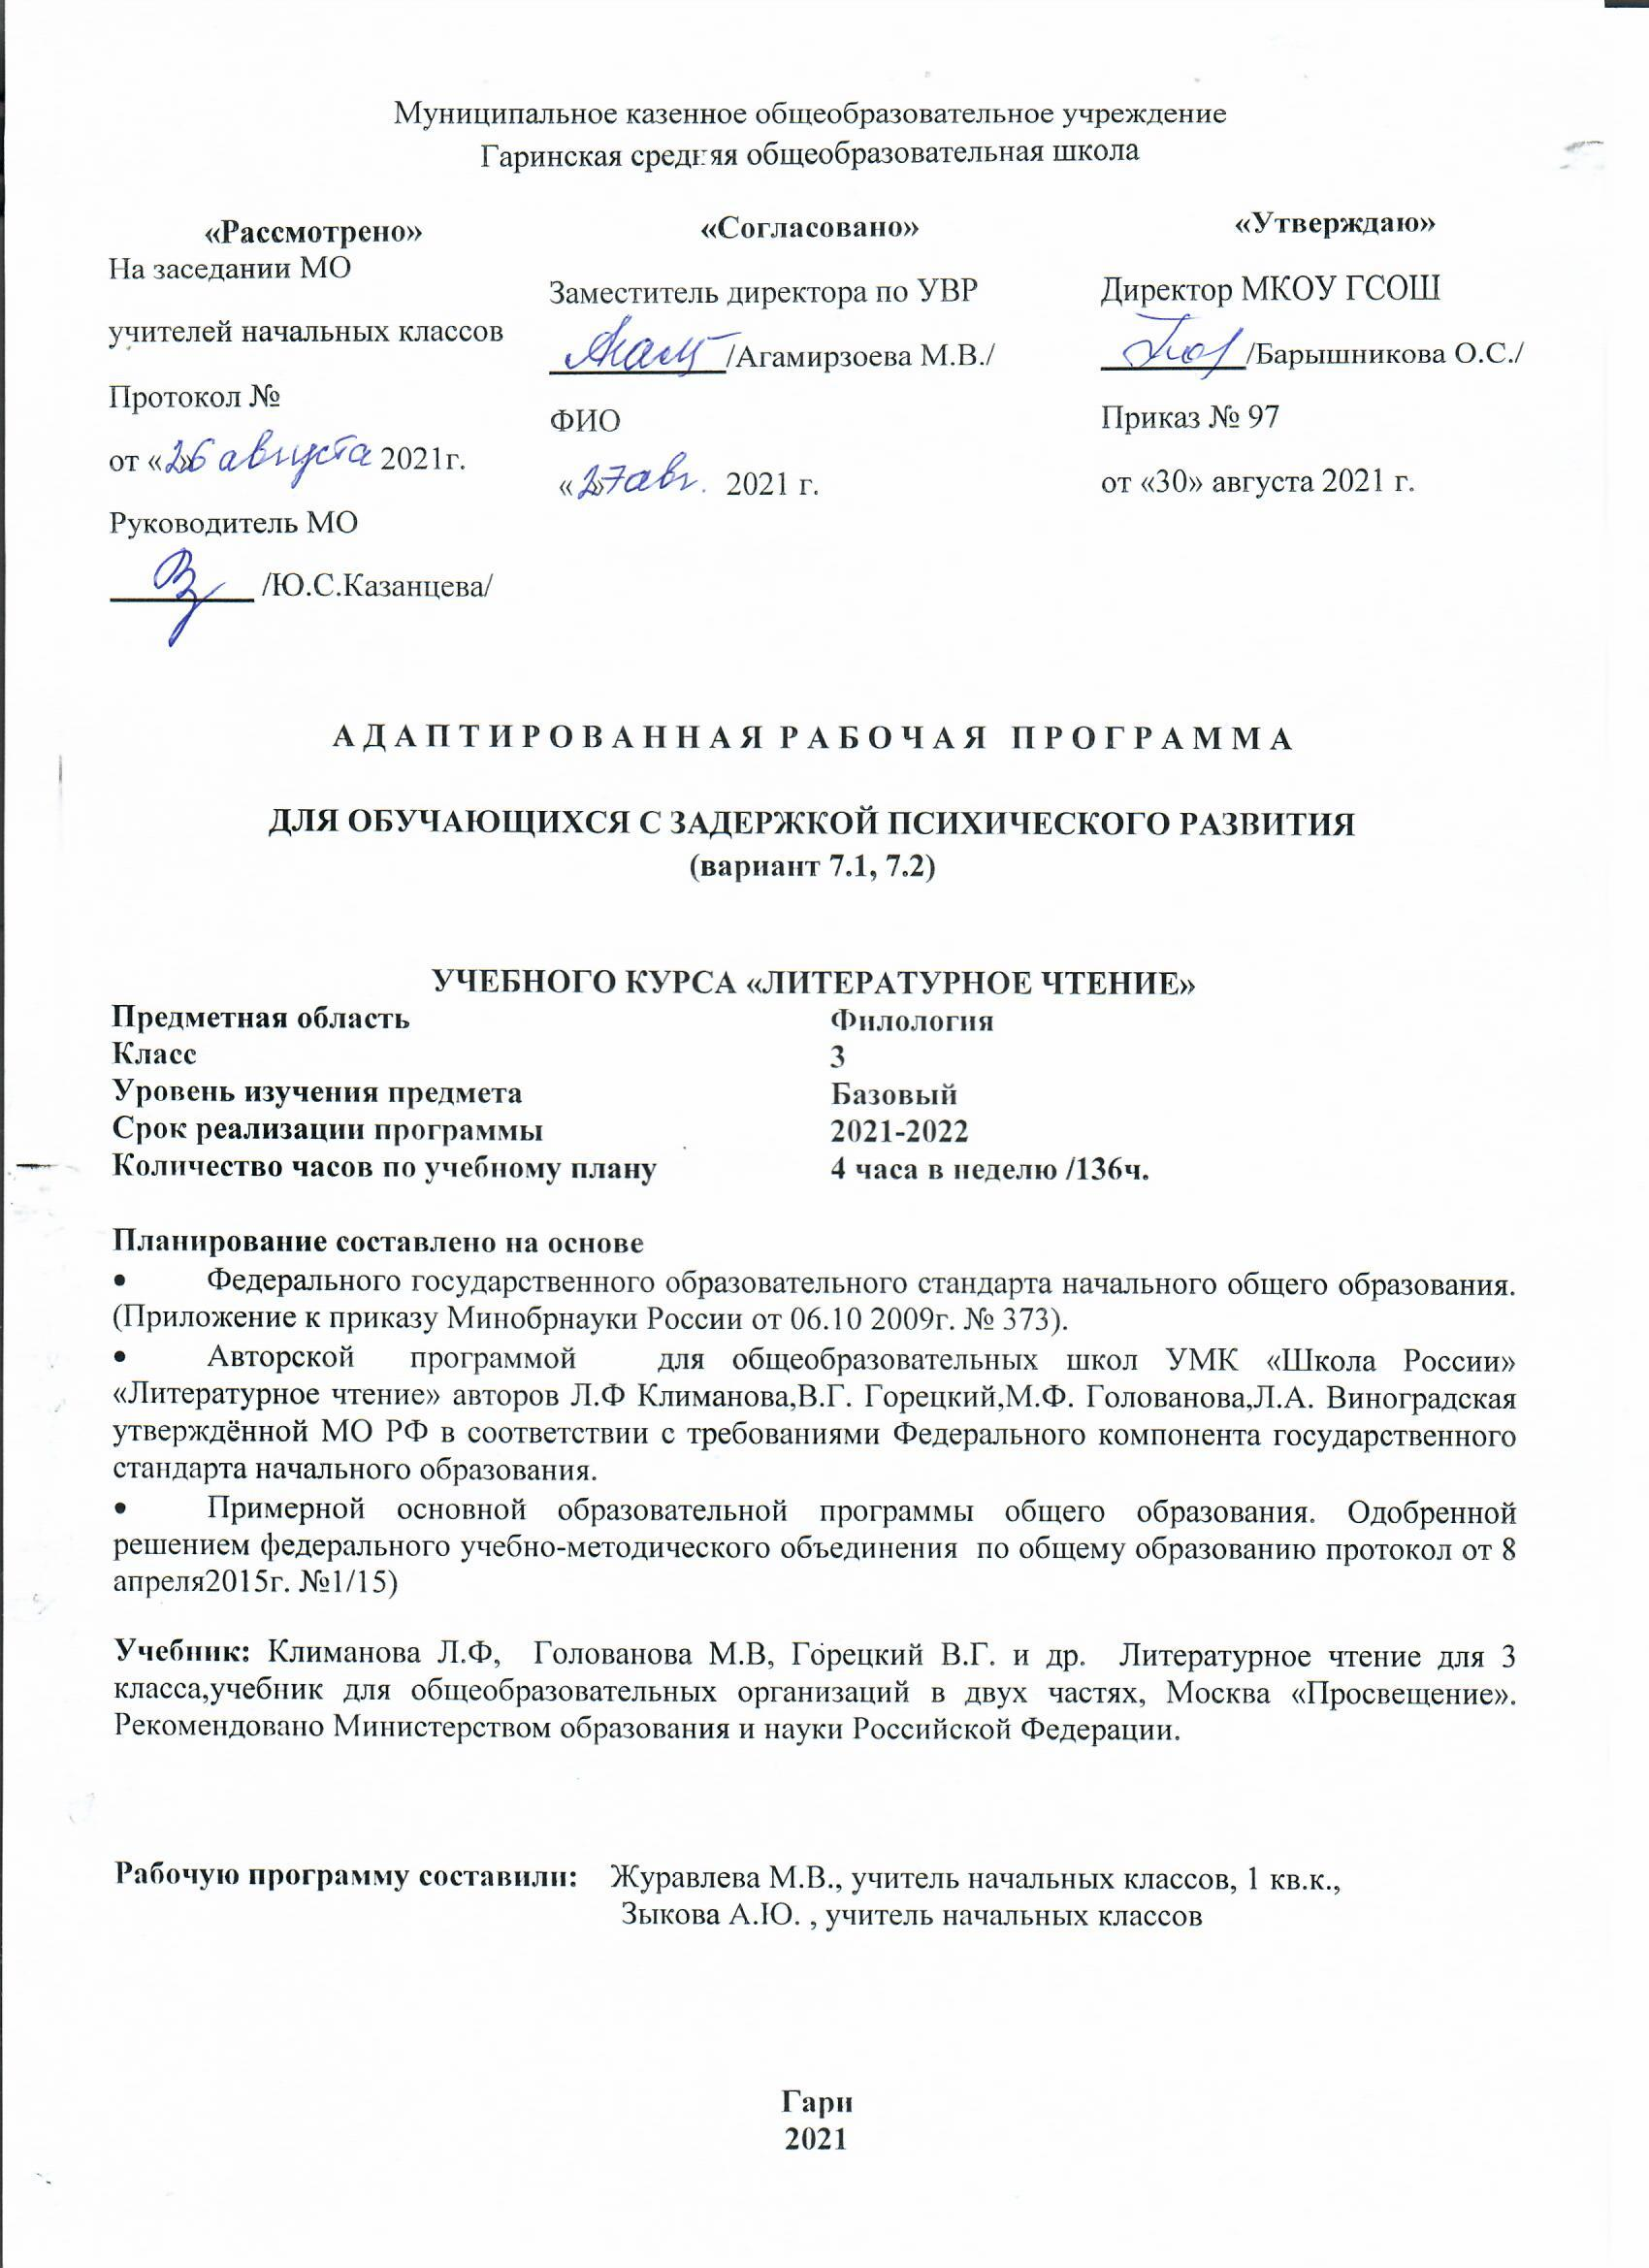 Муниципальное казенное общеобразовательное учреждение
Гаринская средняя общеобразовательная школа
«Рассмотрено»
На заседании МО
учителей начальных классов
Протокол №
от «26» августа 2021г.
Руководитель МО
/Ю.С.Казанцева/
«Согласовано»
Заместитель директора по УВР
/Агамирзоева М.В./
ФИО
«27» авг. 2021 г.
«Утверждаю»
Директор МКОУ ГСОШ
/Барышникова О.С./
Приказ № 97
от «30» августа 2021 г.
А Д А П Т И Р О В А Н Н А Я Р А Б О Ч А Я П Р О Г Р А М М А
ДЛЯ ОБУЧАЮЩИХСЯ С ЗАДЕРЖКОЙ ПСИХИЧЕСКОГО РАЗВИТИЯ
(вариант 7.1, 7.2)
УЧЕБНОГО КУРСА «ЛИТЕРАТУРНОЕ ЧТЕНИЕ»
Предметная область Филология
Класс 3
Уровень изучения предмета Базовый
Срок реализации программы 2021-2022
Количество часов по учебному плану 4 часа в неделю /136ч.
Планирование составлено на основе
• Федерального государственного образовательного стандарта начального общего образования.
(Приложение к приказу Минобрнауки России от 06.10 2009г. № 373).
• Авторской программой для общеобразовательных школ УМК «Школа России»
«Литературное чтение» авторов Л.Ф Климанова,В.Г. Горецкий,М.Ф. Голованова,Л.А. Виноградская
утверждённой МО РФ в соответствии с требованиями Федерального компонента государственного
стандарта начального образования.
• Примерной основной образовательной программы общего образования. Одобренной
решением федерального учебно-методического объединения по общему образованию протокол от 8
апреля2015г. №1/15)
Учебник: Климанова Л.Ф, Голованова М.В, Горецкий В.Г. и др. Литературное чтение для 3
класса,учебник для общеобразовательных организаций в двух частях, Москва «Просвещение».
Рекомендовано Министерством образования и науки Российской Федерации.
Рабочую программу составили: Журавлева М.В., учитель начальных классов, 1 кв.к.,
Зыкова А.Ю. , учитель начальных классов
Гари
2021